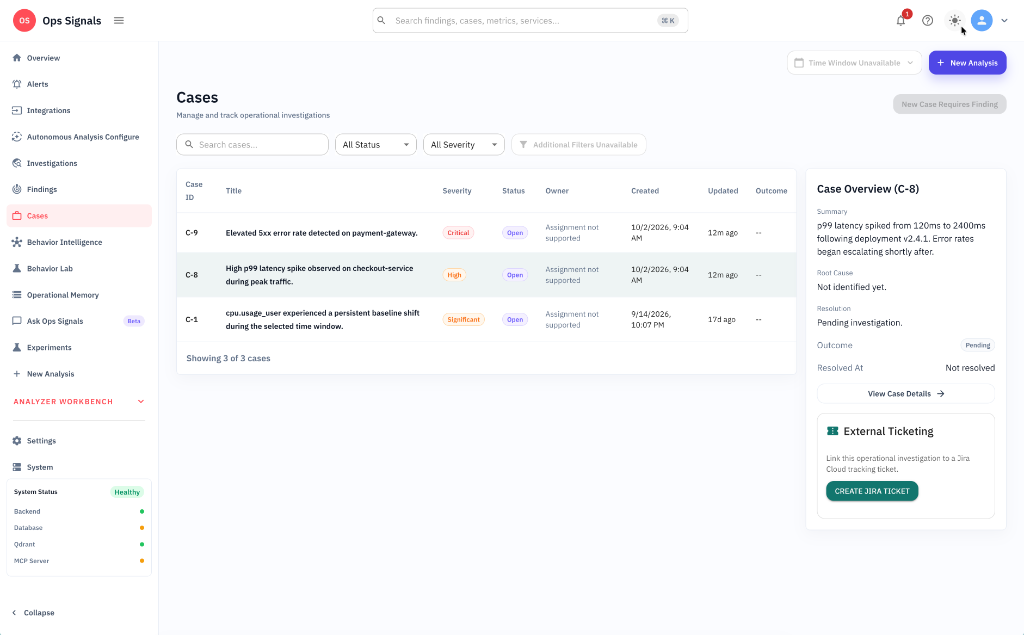 OS Ops Signals
Search findings, cases, metrics, services...
⌘ K
1
Overview
Alerts
Integrations
Autonomous Analysis Configure
Investigations
Findings
Cases
Behavior Intelligence
Behavior Lab
Operational Memory
Ask Ops Signals Beta
Experiments
+ New Analysis
ANALYZER WORKBENCH
Settings
System
System Status Healthy
Backend
Database
Qdrant
MCP Server
Collapse
Time Window Unavailable
+ New Analysis
Cases
Manage and track operational investigations
New Case Requires Finding
Search cases...
All Status
All Severity
Additional Filters Unavailable
Case ID Title Severity Status Owner Created Updated Outcome
C-9 Elevated 5xx error rate detected on payment-gateway. Critical Open Assignment not supported 10/2/2026, 9:04 AM 12m ago --
C-8 High p99 latency spike observed on checkout-service during peak traffic. High Open Assignment not supported 10/2/2026, 9:04 AM 12m ago --
C-1 cpu.usage_user experienced a persistent baseline shift during the selected time window. Significant Open Assignment not supported 9/14/2026, 10:07 PM 17d ago --
Showing 3 of 3 cases
Case Overview (C-8)
Summary
p99 latency spiked from 120ms to 2400ms
following deployment v2.4.1. Error rates
began escalating shortly after.
Root Cause
Not identified yet.
Resolution
Pending investigation.
Outcome Pending
Resolved At Not resolved
View Case Details →
External Ticketing
Link this operational investigation to a Jira
Cloud tracking ticket.
CREATE JIRA TICKET